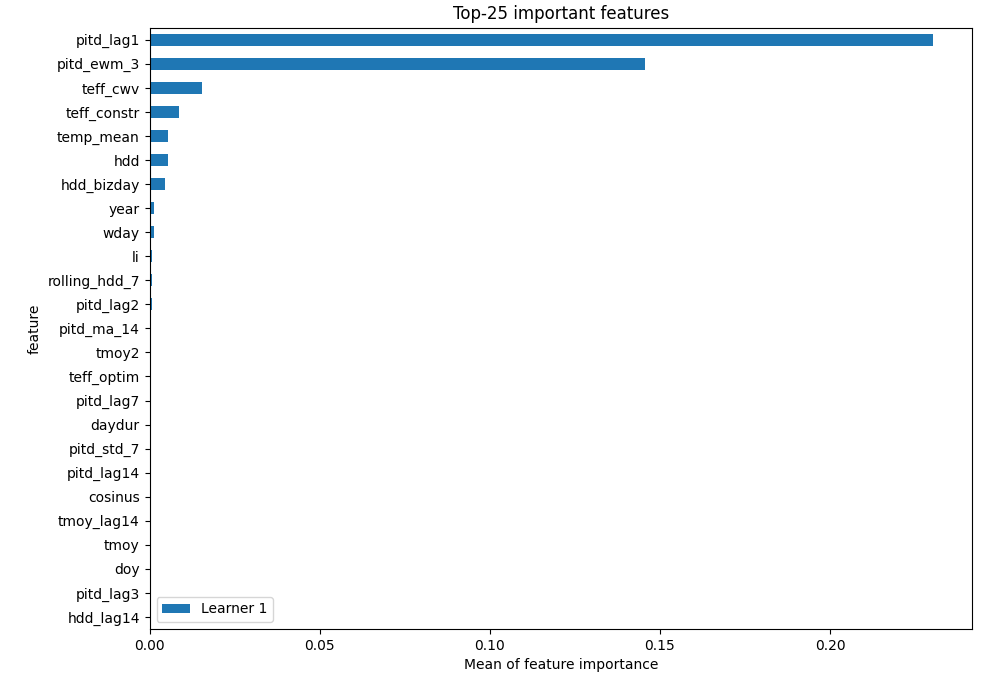 Top-25 important features
pitd_lag1
pitd_ewm_3
teff_cwv
teff_constr
temp_mean
hdd
hdd_bizday
year
wday
li
rolling_hdd_7
pitd_lag2
pitd_ma_14
tmoy2
teff_optim
pitd_lag7
daydur
pitd_std_7
pitd_lag14
cosinus
tmoy_lag14
tmoy
doy
pitd_lag3
hdd_lag14
feature
Learner 1
0.00 0.05 0.10 0.15 0.20
Mean of feature importance